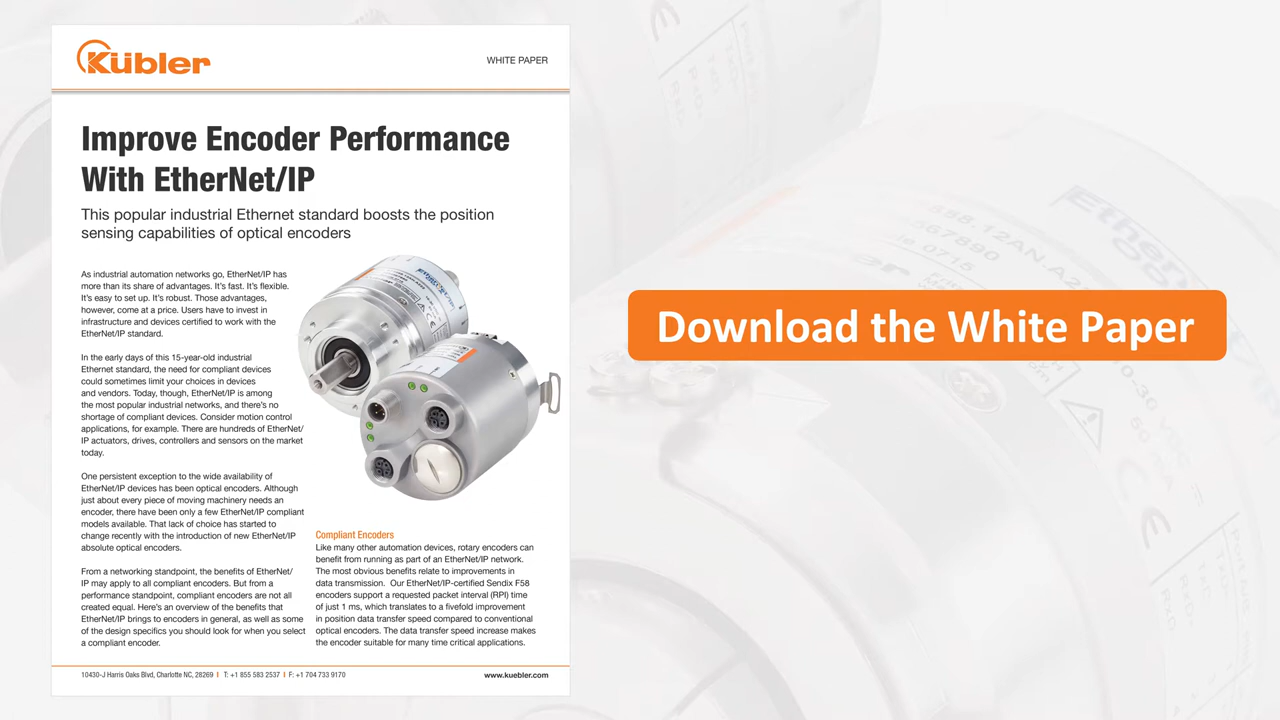 Kübler
WHITE PAPER
Improve Encoder Performance
With EtherNet/IP
This popular industrial Ethernet standard boosts the position
sensing capabilities of optical encoders
As industrial automation networks go, EtherNet/IP has
more than its share of advantages. It's fast. It's flexible.
It's easy to set up. It's robust. Those advantages,
however, come at a price. Users have to invest in
infrastructure and devices certified to work with the
EtherNet/IP standard.
In the early days of this 15-year-old industrial
Ethernet standard, the need for compliant devices
could sometimes limit your choices in devices
and vendors. Today, though, EtherNet/IP is among
the most popular industrial networks, and there's no
shortage of compliant devices. Consider motion control
applications, for example. There are hundreds of EtherNet/
IP actuators, drives, controllers and sensors on the market
today.
One persistent exception to the wide availability of
EtherNet/IP devices has been optical encoders. Although
just about every piece of moving machinery needs an
encoder, there have been only a few EtherNet/IP compliant
models available. That lack of choice has started to
change recently with the introduction of new EtherNet/IP
absolute optical encoders.
From a networking standpoint, the benefits of EtherNet/
IP may apply to all compliant encoders. But from a
performance standpoint, compliant encoders are not all
created equal. Here's an overview of the benefits that
EtherNet/IP brings to encoders in general, as well as some
of the design specifics you should look for when you select
a compliant encoder.
Compliant Encoders
Like many other automation devices, rotary encoders can
benefit from running as part of an EtherNet/IP network.
The most obvious benefits relate to improvements in
data transmission. Our EtherNet/IP-certified Sendix F58
encoders support a requested packet interval (RPI) time
of just 1 ms, which translates to a fivefold improvement
in position data transfer speed compared to conventional
optical encoders. The data transfer speed increase makes
the encoder suitable for many time critical applications.
10430-J Harris Oaks Blvd, Charlotte NC, 28269 I T: +1 855 583 2537 I F: +1 704 733 9170
www.kuebler.com
Download the White Paper